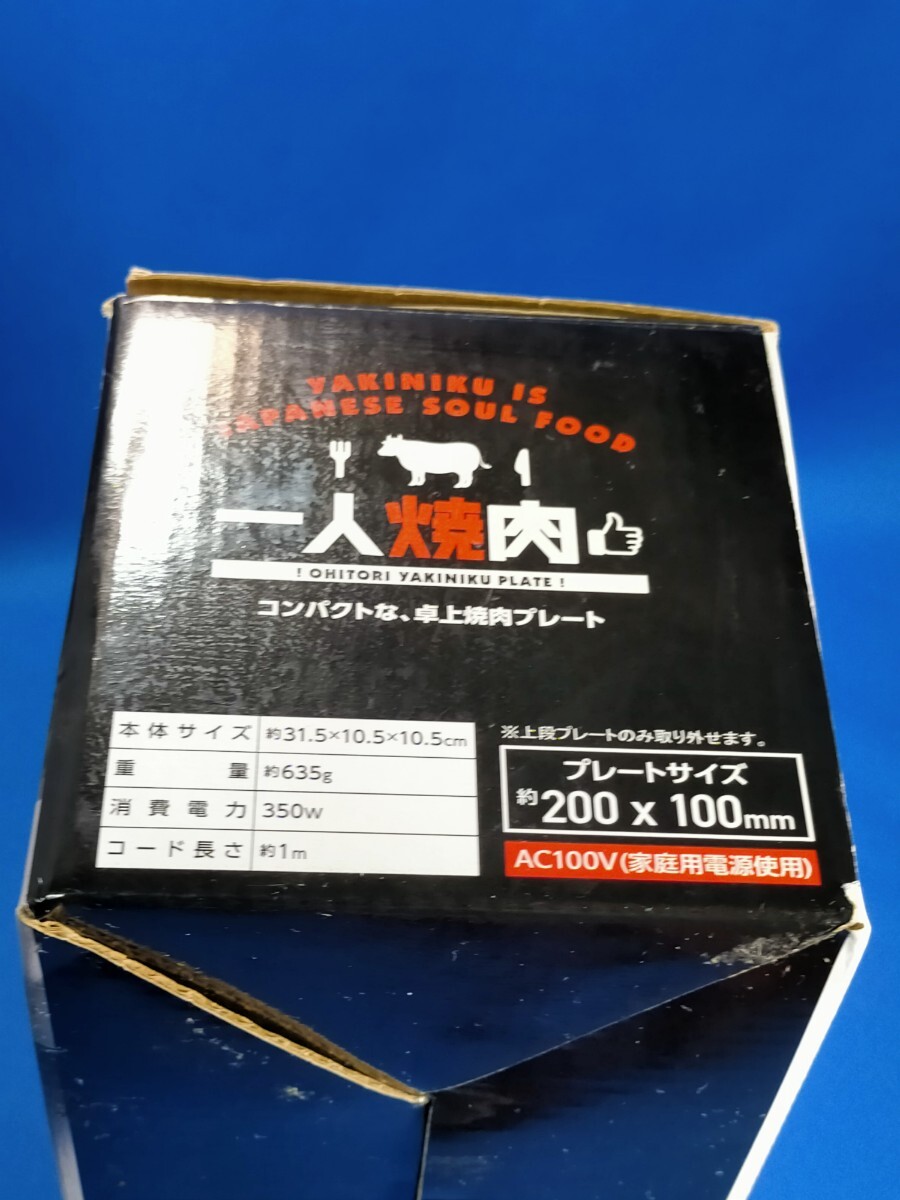 YAKINIKU IS
JAPANESE SOUL FOOD
一人焼肉
! OHITORI YAKINIKU PLATE !
コンパクトな、卓上焼肉プレート
本体サイズ 約31.5×10.5×10.5cm
重量 約635g
消費電力 350W
コード長さ 約1m
※上段プレートのみ取り外せます。
プレートサイズ
約200 x 100mm
AC100V(家庭用電源使用)